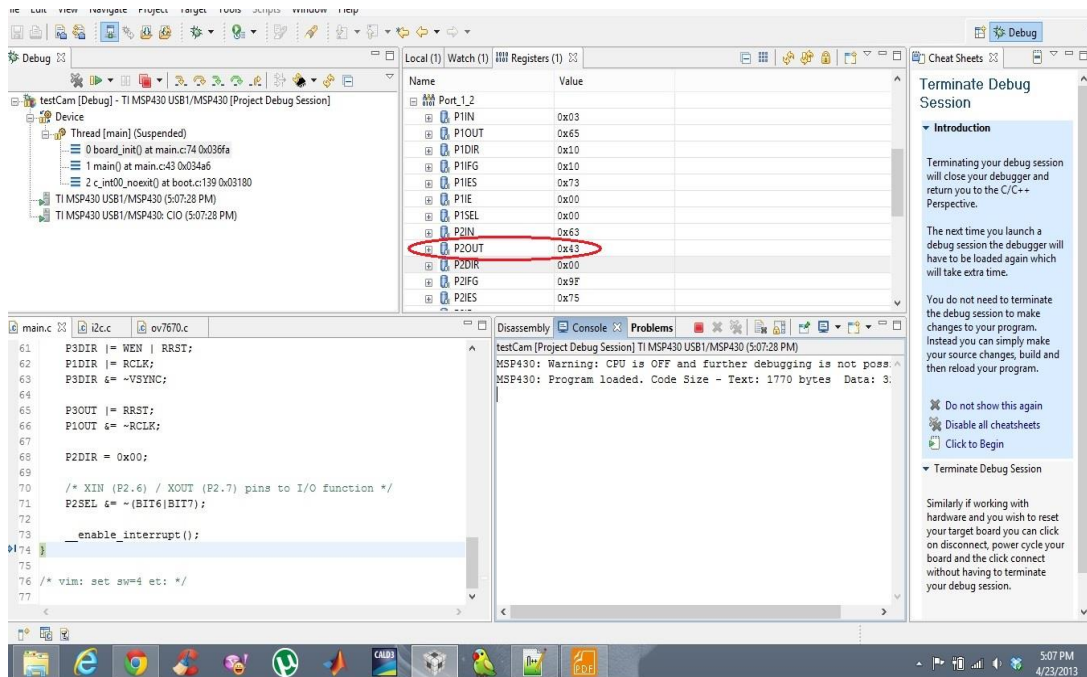 File Edit View Navigate Project Target Tools Scripts Window Help
Debug
Debug
Local (1) Watch (1) Registers (1)
Cheat Sheets
testCam [Debug] - TI MSP430 USB1/MSP430 [Project Debug Session]
Device
Thread [main] (Suspended)
0 board_init() at main.c:74 0x036fa
1 main() at main.c:43 0x034a6
2 c_int00_noexit() at boot.c:139 0x03180
TI MSP430 USB1/MSP430 (5:07:28 PM)
TI MSP430 USB1/MSP430: CIO (5:07:28 PM)
Name Value
Port_1_2
P1IN 0x03
P1OUT 0x65
P1DIR 0x10
P1IFG 0x10
P1IES 0x73
P1IE 0x00
P1SEL 0x00
P2IN 0x63
P2OUT 0x43
P2DIR 0x00
P2IFG 0x9F
P2IES 0x75
Terminate Debug
Session
Introduction
Terminating your debug session
will close your debugger and
return you to the C/C++
Perspective.
The next time you launch a
debug session the debugger will
have to be loaded again which
will take extra time.
You do not need to terminate
the debug session to make
changes to your program.
Instead you can simply make
your source changes, build and
then reload your program.
Do not show this again
Disable all cheatsheets
Click to Begin
Terminate Debug Session
Similarly if working with
hardware and you wish to reset
your target board you can click
on disconnect, power cycle your
board and the click connect
without having to terminate
your debug session.
main.c i2c.c ov7670.c
61 P3DIR |= WEN | RRST;
62 P1DIR |= RCLK;
63 P3DIR &= ~VSYNC;
64
65 P3OUT |= RRST;
66 P1OUT &= ~RCLK;
67
68 P2DIR = 0x00;
69
70 /* XIN (P2.6) / XOUT (P2.7) pins to I/O function */
71 P2SEL &= ~(BIT6|BIT7);
72
73 __enable_interrupt();
74 }
75
76 /* vim: set sw=4 et: */
77
Disassembly Console Problems
testCam [Project Debug Session] TI MSP430 USB1/MSP430 (5:07:28 PM)
MSP430: Warning: CPU is OFF and further debugging is not poss
MSP430: Program loaded. Code Size - Text: 1770 bytes Data: 3
CALD3
PDF
5:07 PM
4/23/2013